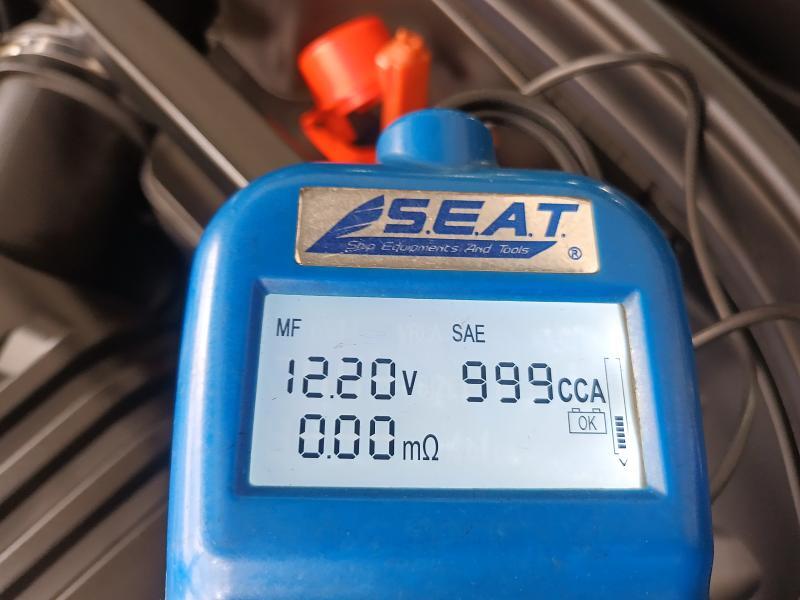 S.E.A.T.
Ship Equipments And Tools
®
MF SAE
12.20V 999CCA
OK
0.00mΩ